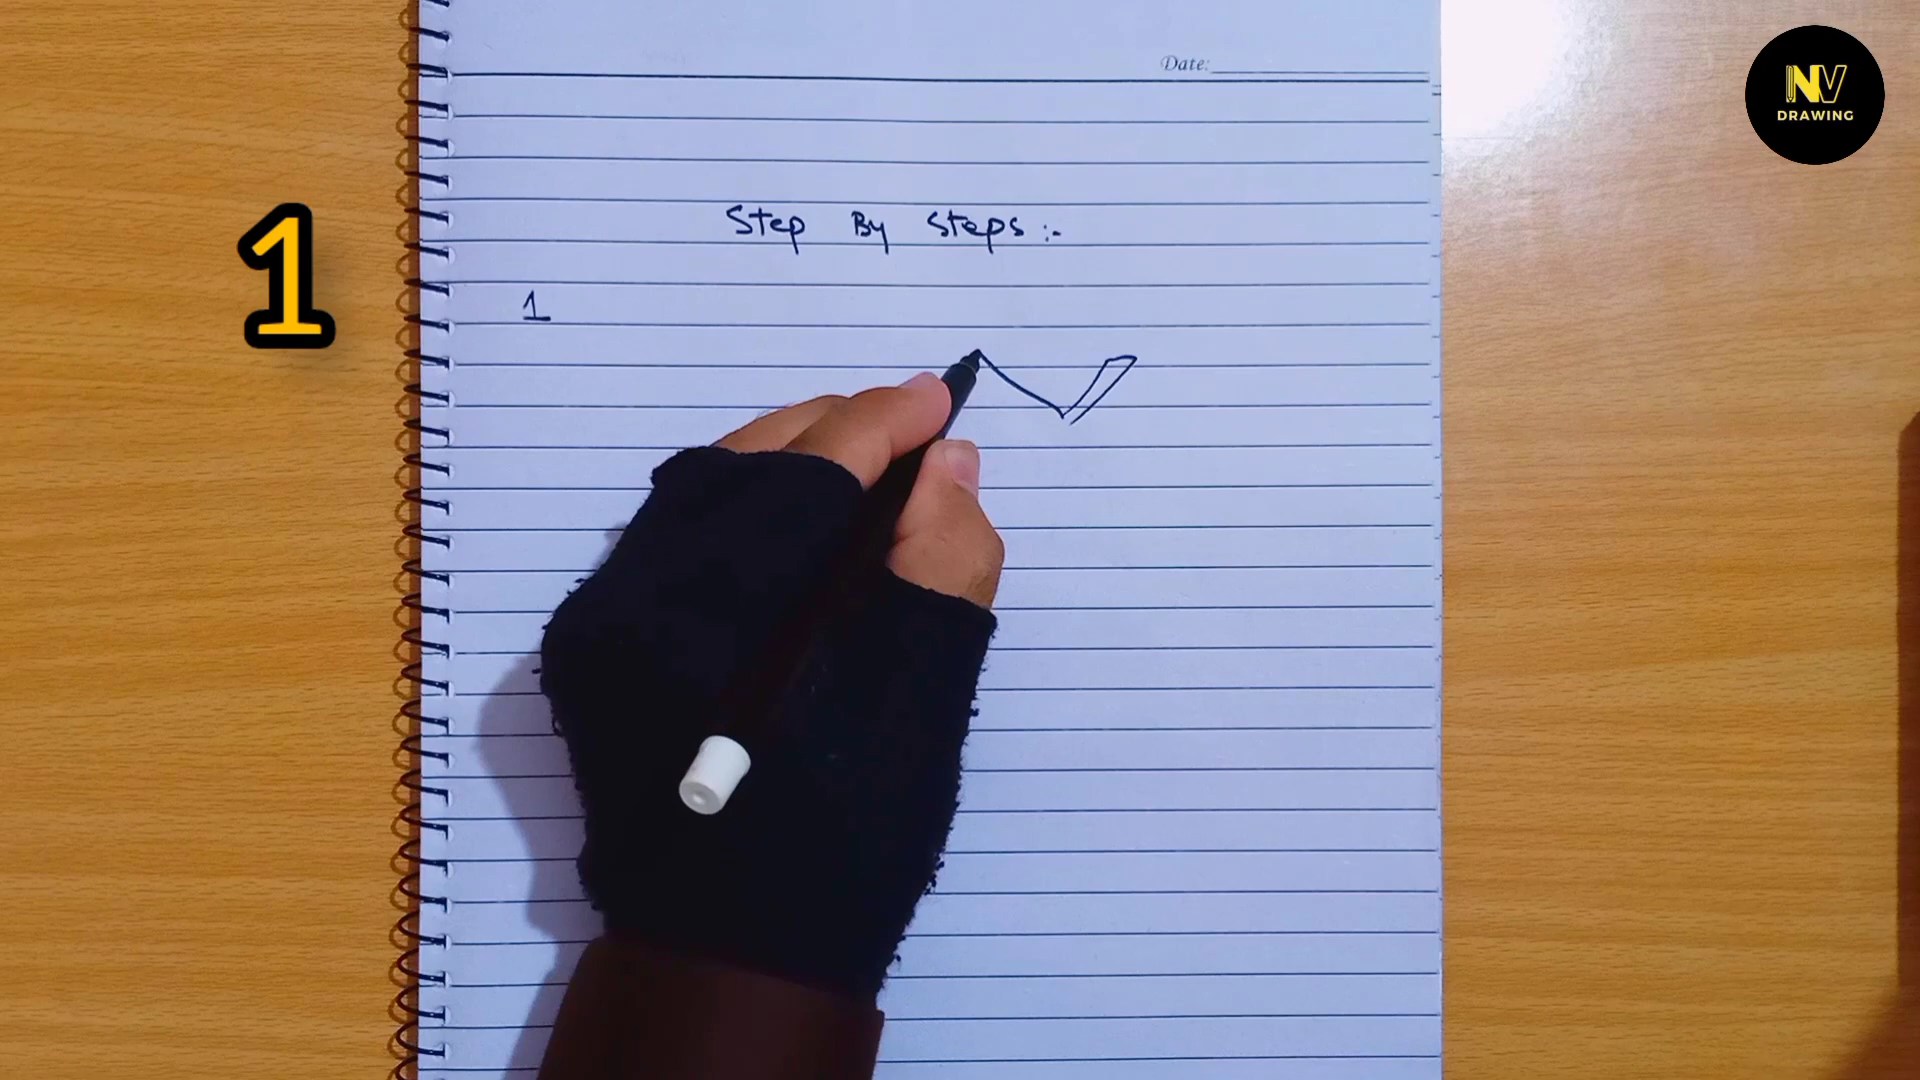 Date:
NV
DRAWING
Step By Steps :-
1
1